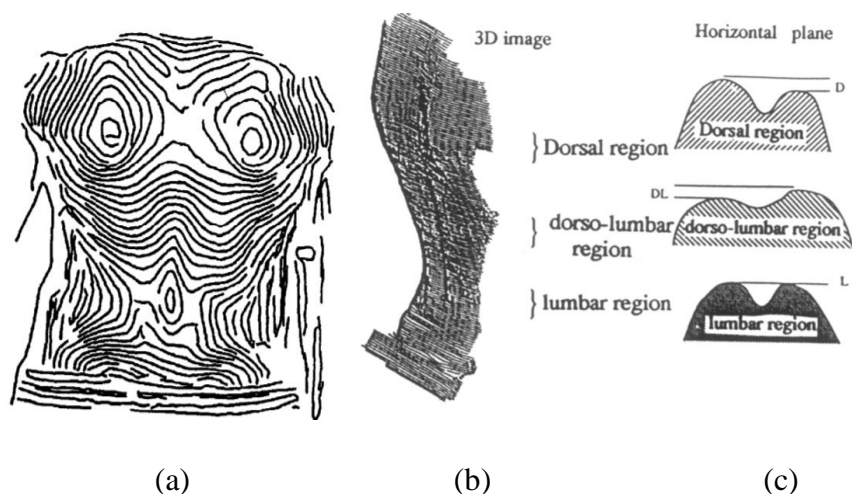 3D image
Horizontal plane
D
Dorsal region
} Dorsal region
DL
dorso-lumbar region
} dorso-lumbar
region
L
} lumbar region
lumbar region
(a)
(b)
(c)